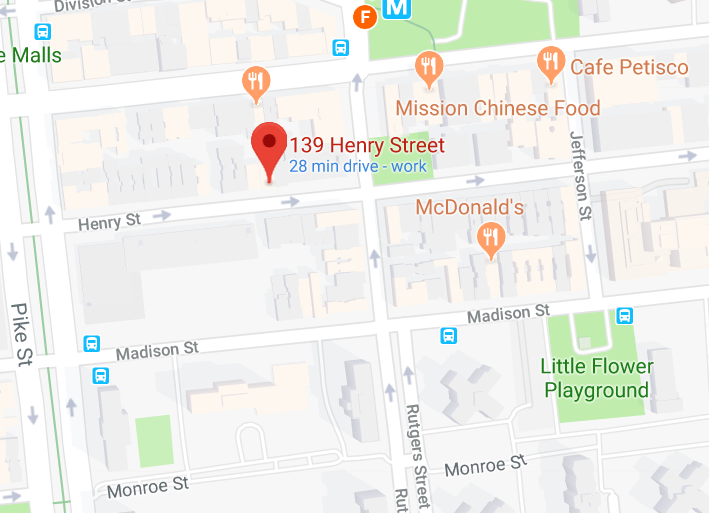 Division St
F
M
e Malls
Cafe Petisco
Mission Chinese Food
139 Henry Street
28 min drive - work
Jefferson St
McDonald's
Henry St
Pike St
Madison St
Madison St
Little Flower
Playground
Rutgers Street
Monroe St
Monroe St
Rut